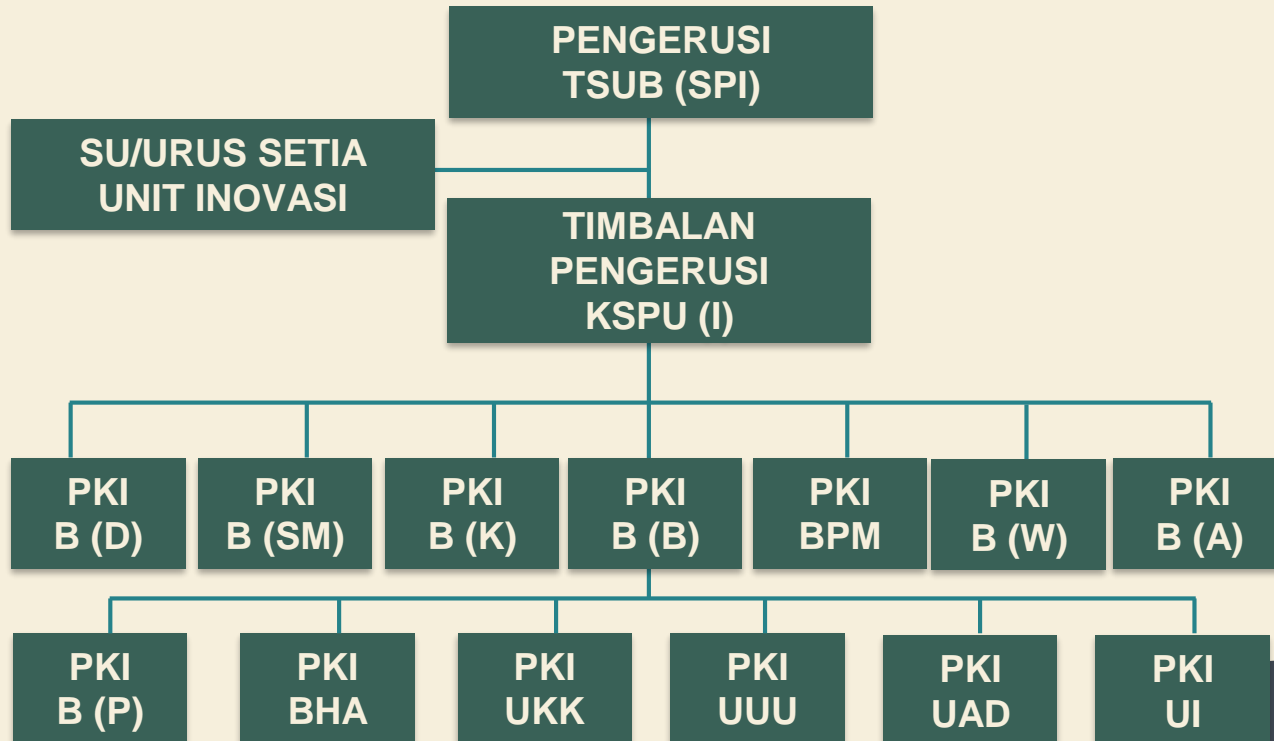 PENGERUSI
TSUB (SPI)
SU/URUS SETIA
UNIT INOVASI
TIMBALAN
PENGERUSI
KSPU (I)
PKI
B (D)
PKI
B (SM)
PKI
B (K)
PKI
B (B)
PKI
BPM
PKI
B (W)
PKI
B (A)
PKI
B (P)
PKI
BHA
PKI
UKK
PKI
UUU
PKI
UAD
PKI
UI